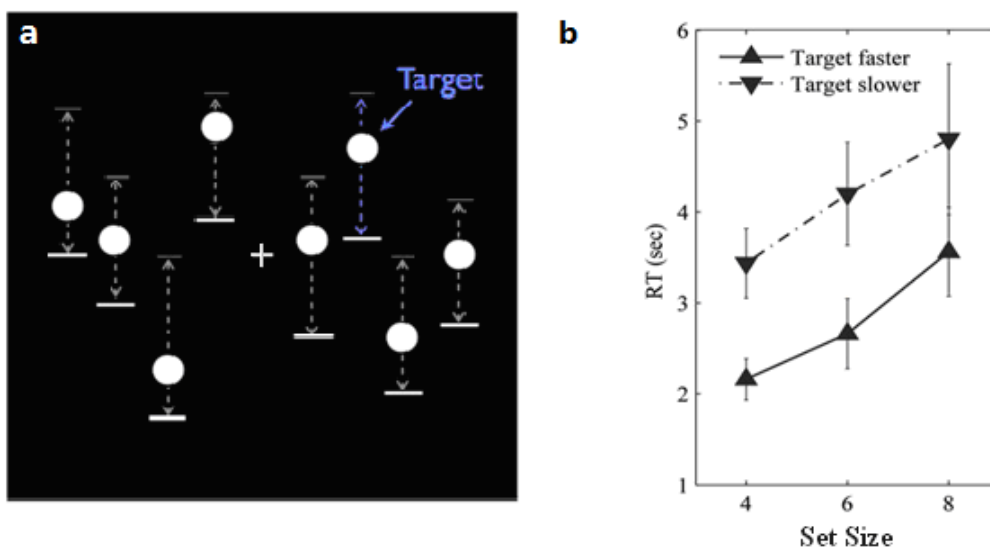 a
Target
b
Target faster
Target slower
6
5
4
3
2
1
RT (sec)
4 6 8
Set Size